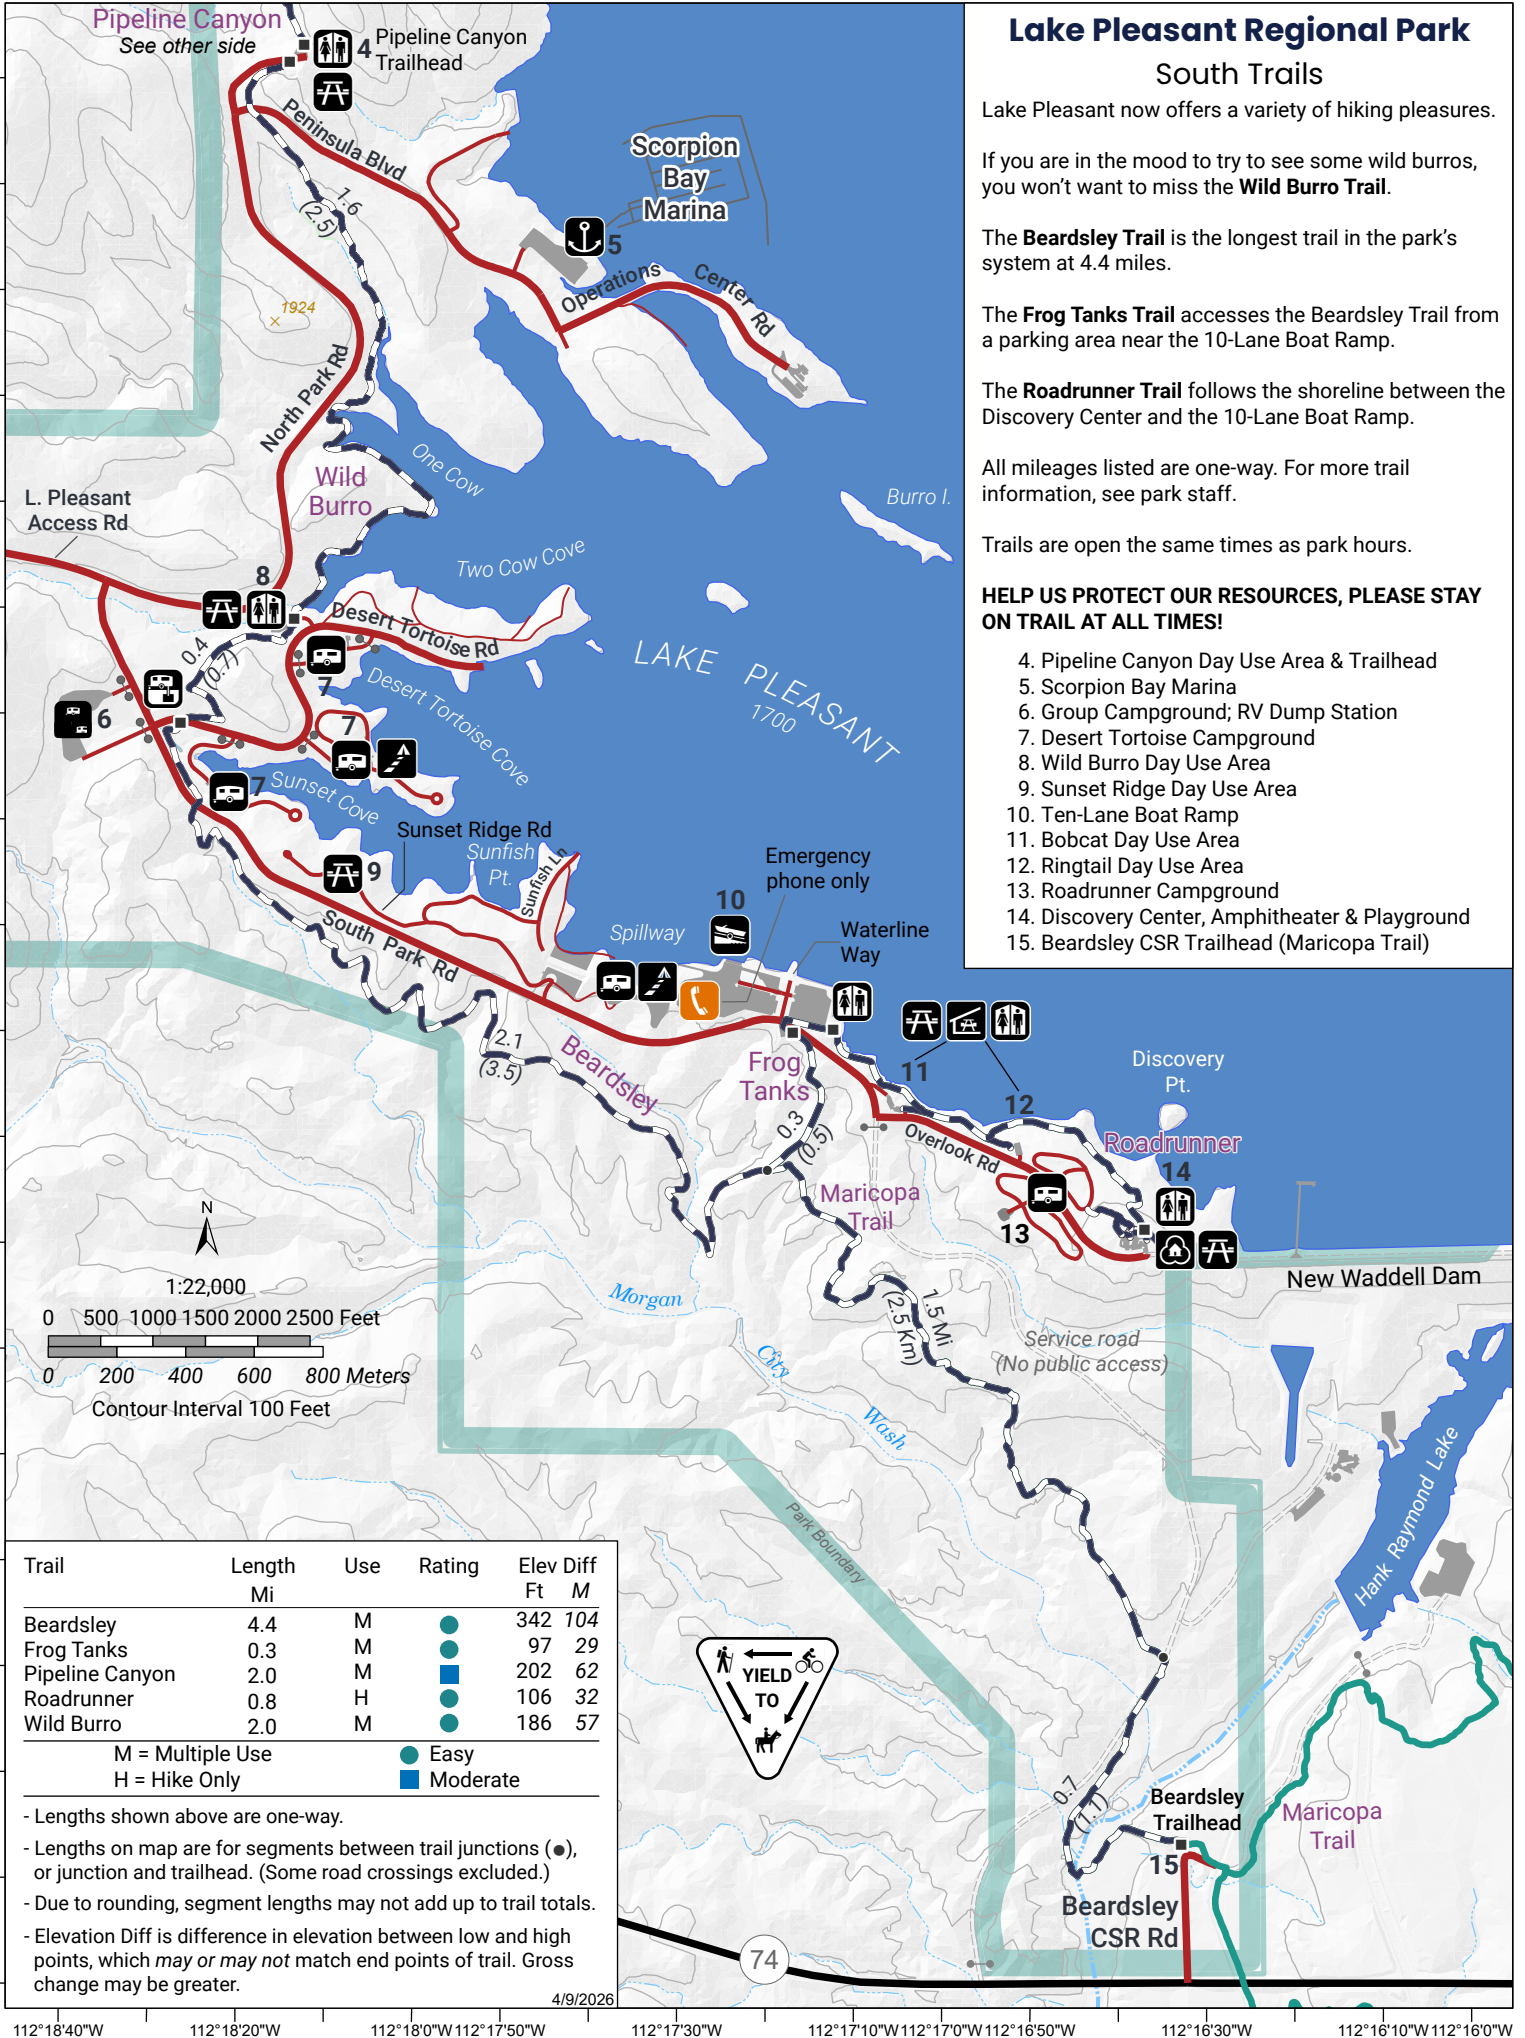 Pipeline Canyon
See other side
4
Pipeline Canyon
Trailhead
Peninsula Blvd
1.6
(2.5)
Scorpion
Bay
Marina
5
Operations Center Rd
1924
North Park Rd
One Cow
Wild
Burro
L. Pleasant
Access Rd
Burro I.
Two Cow Cove
8
Desert Tortoise Rd
0.4
(0.7)
7
6
Desert Tortoise Cove
7
LAKE PLEASANT
1700
7
Sunset Cove
Sunset Ridge Rd
Sunfish
Pt.
Sunfish Ln
9
Emergency
phone only
10
South Park Rd
Spillway
Waterline
Way
2.1
(3.5)
Beardsley
Frog
Tanks
11
12
Discovery
Pt.
0.3
(0.5)
Overlook Rd
Roadrunner
14
Maricopa
Trail
13
New Waddell Dam
N
1:22,000
0 500 1000 1500 2000 2500 Feet
0 200 400 600 800 Meters
Contour Interval 100 Feet
Morgan
City
Wash
1.5 Mi
(2.5 Km)
Service road
(No public access)
Park Boundary
Hank Raymond Lake
YIELD
TO
0.7
(1.1)
Beardsley
Trailhead
15
Maricopa
Trail
Beardsley
CSR Rd
74
Lake Pleasant Regional Park
South Trails
Lake Pleasant now offers a variety of hiking pleasures.
If you are in the mood to try to see some wild burros,
you won't want to miss the Wild Burro Trail.
The Beardsley Trail is the longest trail in the park's
system at 4.4 miles.
The Frog Tanks Trail accesses the Beardsley Trail from
a parking area near the 10-Lane Boat Ramp.
The Roadrunner Trail follows the shoreline between the
Discovery Center and the 10-Lane Boat Ramp.
All mileages listed are one-way. For more trail
information, see park staff.
Trails are open the same times as park hours.
HELP US PROTECT OUR RESOURCES, PLEASE STAY
ON TRAIL AT ALL TIMES!
4. Pipeline Canyon Day Use Area & Trailhead
5. Scorpion Bay Marina
6. Group Campground; RV Dump Station
7. Desert Tortoise Campground
8. Wild Burro Day Use Area
9. Sunset Ridge Day Use Area
10. Ten-Lane Boat Ramp
11. Bobcat Day Use Area
12. Ringtail Day Use Area
13. Roadrunner Campground
14. Discovery Center, Amphitheater & Playground
15. Beardsley CSR Trailhead (Maricopa Trail)
Trail Length Use Rating Elev Diff
Mi Ft M
Beardsley 4.4 M 342 104
Frog Tanks 0.3 M 97 29
Pipeline Canyon 2.0 M 202 62
Roadrunner 0.8 H 106 32
Wild Burro 2.0 M 186 57
M = Multiple Use Easy
H = Hike Only Moderate
- Lengths shown above are one-way.
- Lengths on map are for segments between trail junctions (●),
or junction and trailhead. (Some road crossings excluded.)
- Due to rounding, segment lengths may not add up to trail totals.
- Elevation Diff is difference in elevation between low and high
points, which may or may not match end points of trail. Gross
change may be greater.
4/9/2026
112°18'40"W 112°18'20"W 112°18'0"W 112°17'50"W 112°17'30"W 112°17'10"W 112°17'0"W 112°16'50"W 112°16'30"W 112°16'10"W 112°16'0"W